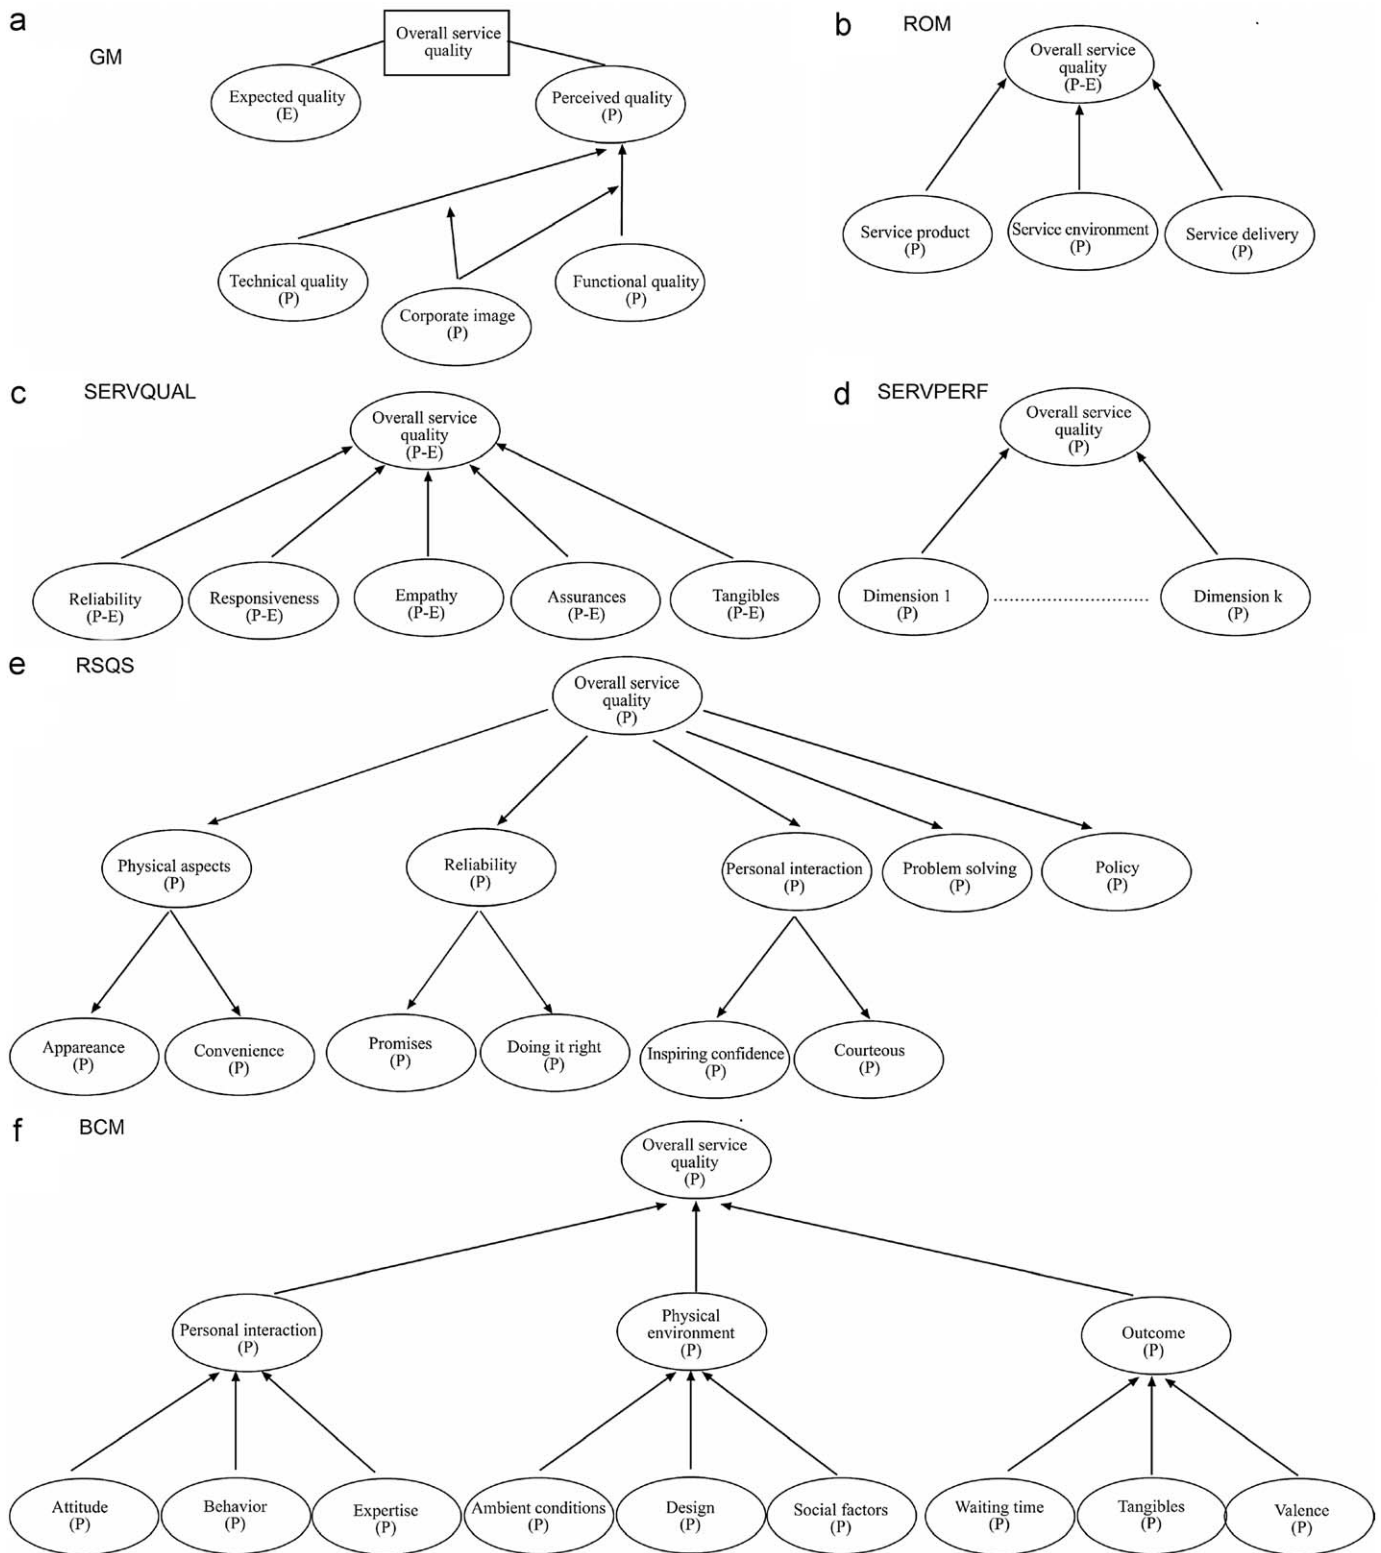 a
GM
Overall service
quality
Expected quality
(E)
Perceived quality
(P)
Technical quality
(P)
Corporate image
(P)
Functional quality
(P)
b
ROM
Overall service
quality
(P-E)
Service product
(P)
Service environment
(P)
Service delivery
(P)
c
SERVQUAL
Overall service
quality
(P-E)
Reliability
(P-E)
Responsiveness
(P-E)
Empathy
(P-E)
Assurances
(P-E)
Tangibles
(P-E)
d
SERVPERF
Overall service
quality
(P)
Dimension 1
(P)
Dimension k
(P)
e
RSQS
Overall service
quality
(P)
Physical aspects
(P)
Reliability
(P)
Personal interaction
(P)
Problem solving
(P)
Policy
(P)
Appareance
(P)
Convenience
(P)
Promises
(P)
Doing it right
(P)
Inspiring confidence
(P)
Courteous
(P)
f
BCM
Overall service
quality
(P)
Personal interaction
(P)
Physical
environment
(P)
Outcome
(P)
Attitude
(P)
Behavior
(P)
Expertise
(P)
Ambient conditions
(P)
Design
(P)
Social factors
(P)
Waiting time
(P)
Tangibles
(P)
Valence
(P)